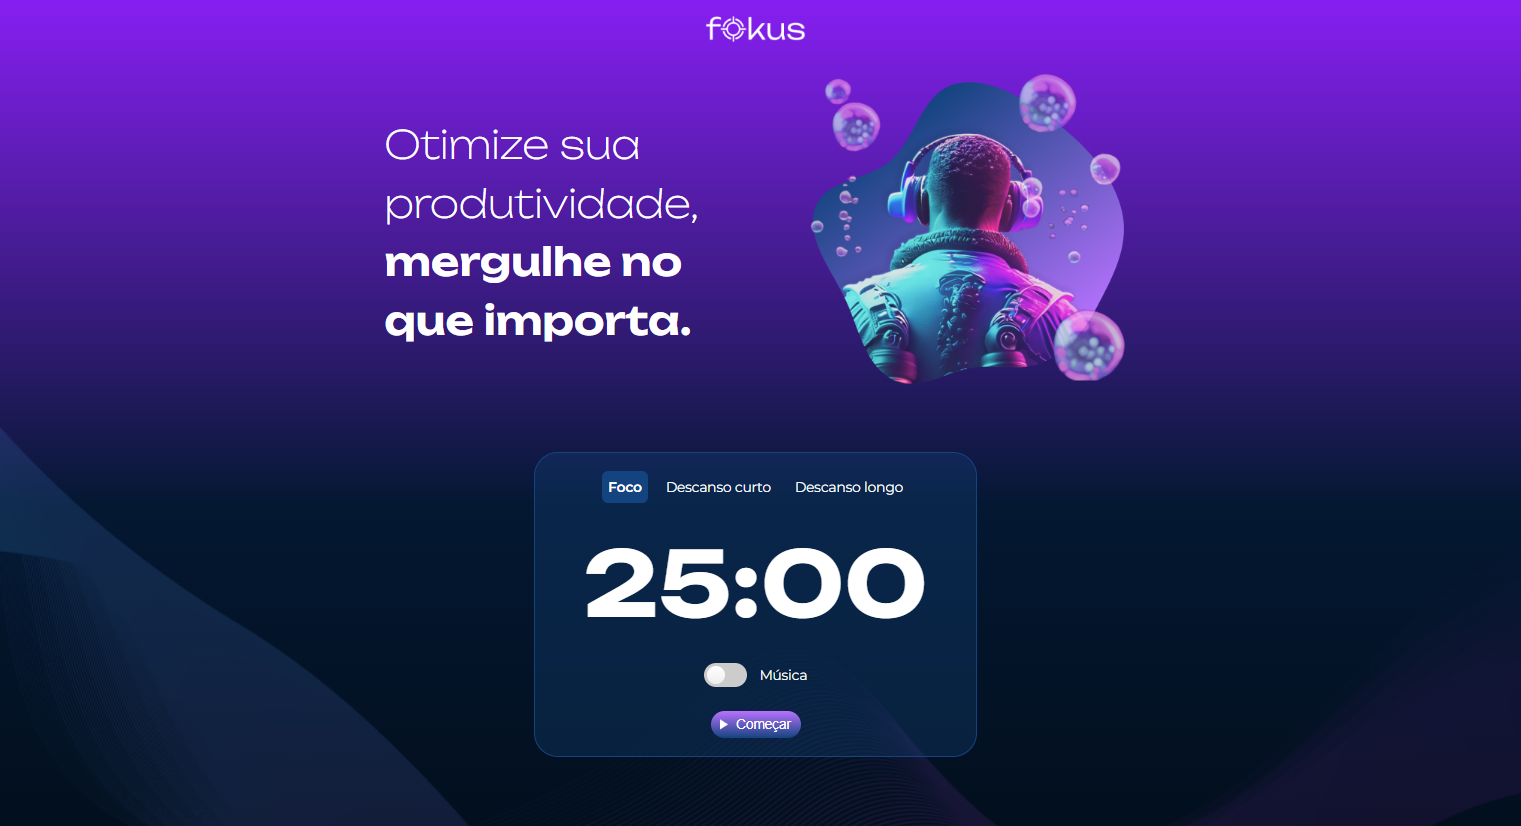 fokus
Otimize sua
produtividade,
mergulhe no
que importa.
Foco Descanso curto Descanso longo
25:00
Música
Começar